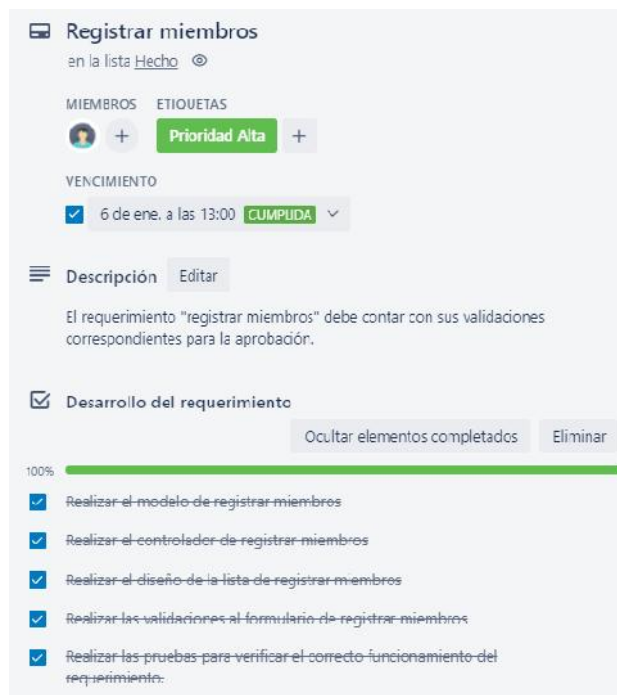 Registrar miembros
en la lista Hecho
MIEMBROS ETIQUETAS
+ Prioridad Alta +
VENCIMIENTO
6 de ene. a las 13:00 CUMPLIDA
Descripción Editar
El requerimiento "registrar miembros" debe contar con sus validaciones
correspondientes para la aprobación.
Desarrollo del requerimiento
Ocultar elementos completados Eliminar
100%
Realizar el modelo de registrar miembros
Realizar el controlador de registrar miembros
Realizar el diseño de la lista de registrar miembros
Realizar las validaciones al formulario de registrar miembros
Realizar las pruebas para verificar el correcto funcionamiento del
requerimiento.